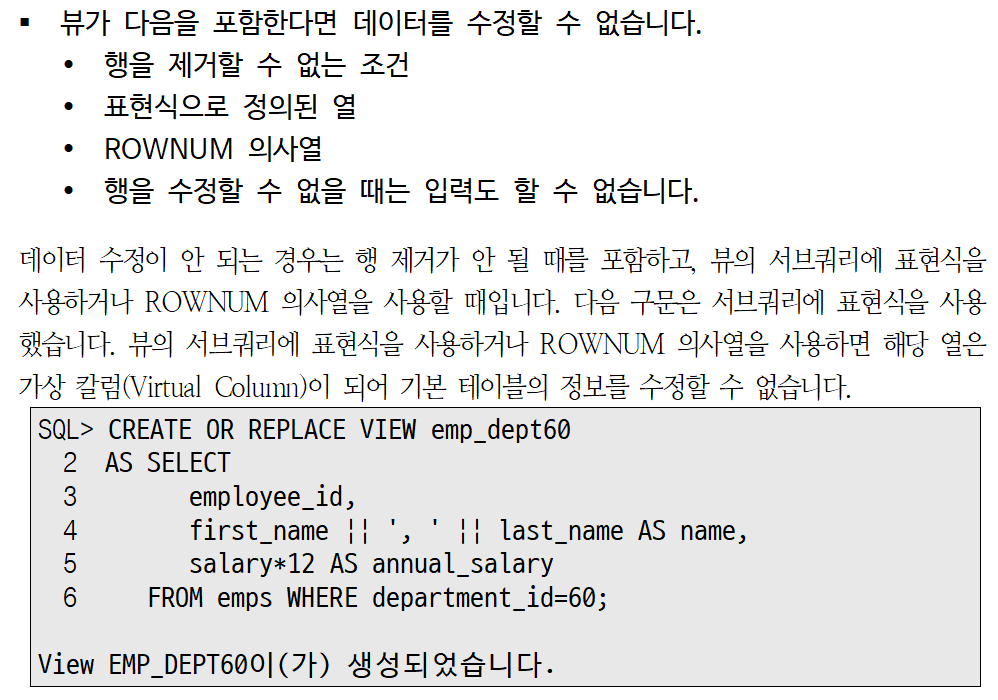 ▪ 뷰가 다음을 포함한다면 데이터를 수정할 수 없습니다.
• 행을 제거할 수 없는 조건
• 표현식으로 정의된 열
• ROWNUM 의사열
• 행을 수정할 수 없을 때는 입력도 할 수 없습니다.
데이터 수정이 안 되는 경우는 행 제거가 안 될 때를 포함하고, 뷰의 서브쿼리에 표현식을
사용하거나 ROWNUM 의사열을 사용할 때입니다. 다음 구문은 서브쿼리에 표현식을 사용
했습니다. 뷰의 서브쿼리에 표현식을 사용하거나 ROWNUM 의사열을 사용하면 해당 열은
가상 칼럼(Virtual Column)이 되어 기본 테이블의 정보를 수정할 수 없습니다.
SQL> CREATE OR REPLACE VIEW emp_dept60
2 AS SELECT
3 employee_id,
4 first_name || ', ' || last_name AS name,
5 salary*12 AS annual_salary
6 FROM emps WHERE department_id=60;
View EMP_DEPT60이(가) 생성되었습니다.